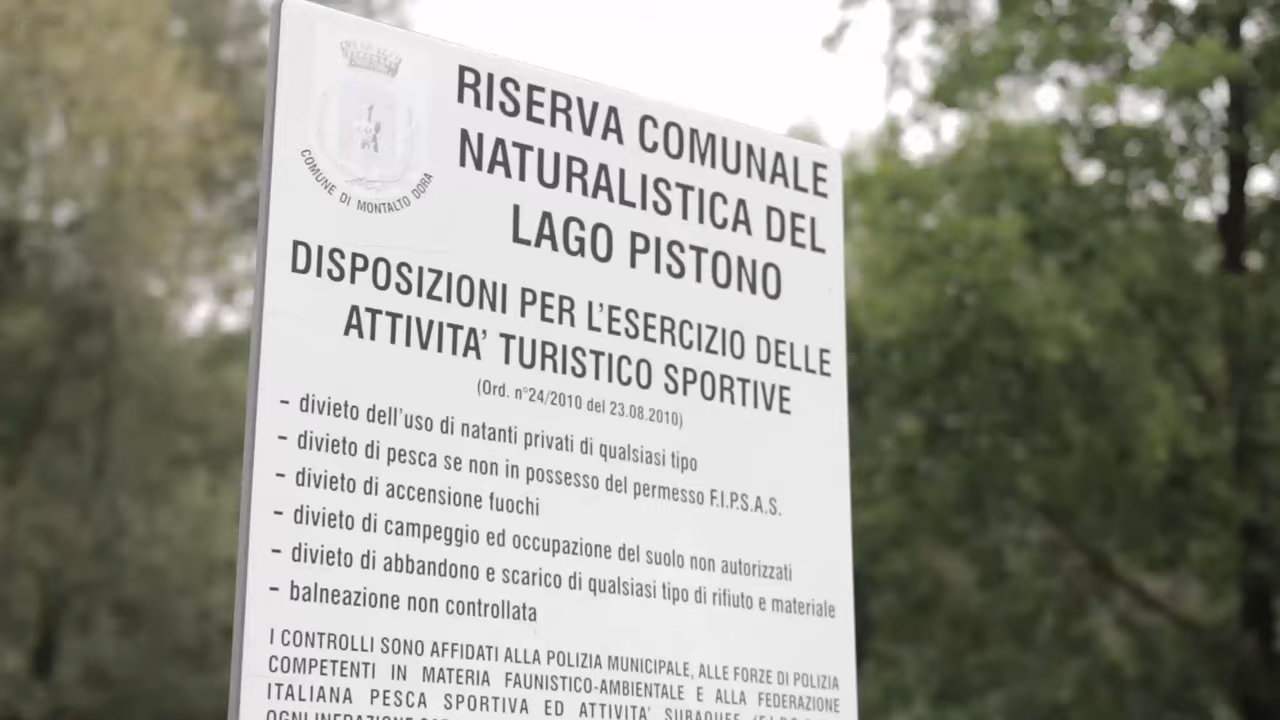 COMUNE DI MONTALTO DORA
RISERVA COMUNALE
NATURALISTICA DEL
LAGO PISTONO
DISPOSIZIONI PER L'ESERCIZIO DELLE
ATTIVITA' TURISTICO SPORTIVE
(Ord. n°24/2010 del 23.08.2010)
- divieto dell'uso di natanti privati di qualsiasi tipo
- divieto di pesca se non in possesso del permesso F.I.P.S.A.S.
- divieto di accensione fuochi
- divieto di campeggio ed occupazione del suolo non autorizzati
- divieto di abbandono e scarico di qualsiasi tipo di rifiuto e materiale
- balneazione non controllata
I CONTROLLI SONO AFFIDATI ALLA POLIZIA MUNICIPALE, ALLE FORZE DI POLIZIA
COMPETENTI IN MATERIA FAUNISTICO-AMBIENTALE E ALLA FEDERAZIONE
ITALIANA PESCA SPORTIVA ED ATTIVITA' SUBAQUEE